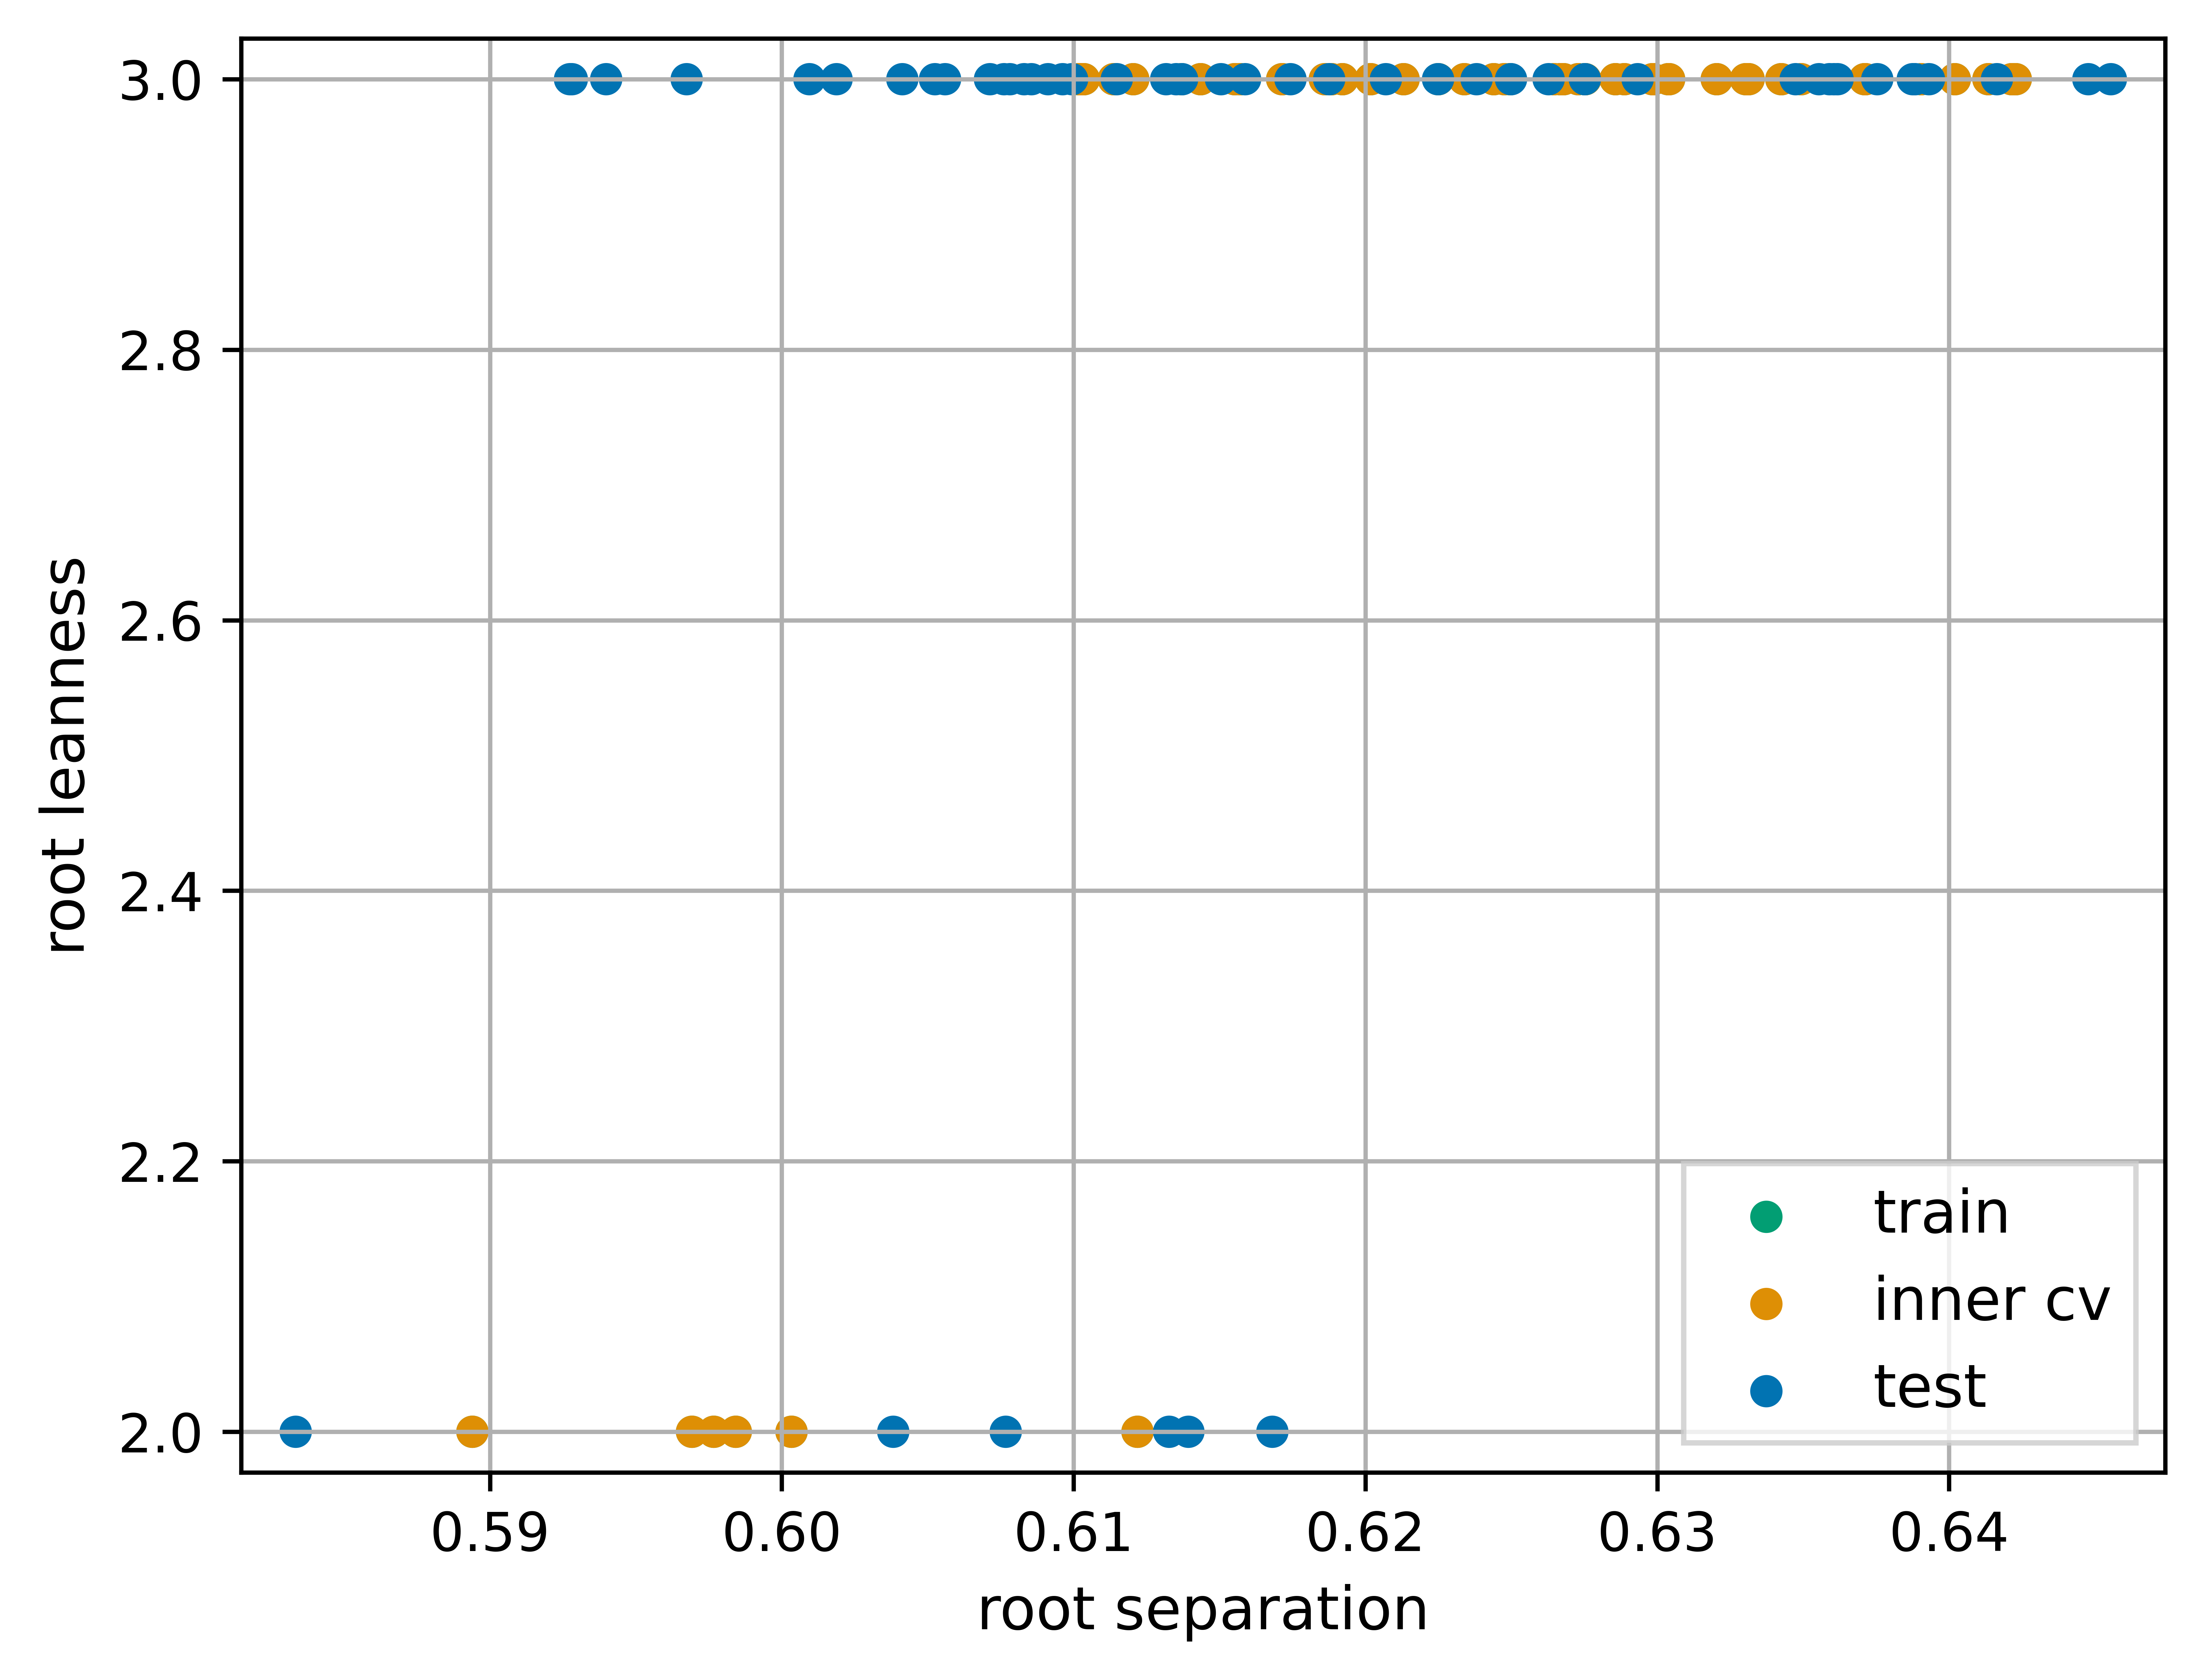 3.0
2.8
2.6
2.4
2.2
2.0
root leanness
0.59 0.60 0.61 0.62 0.63 0.64
root separation
train
inner cv
test